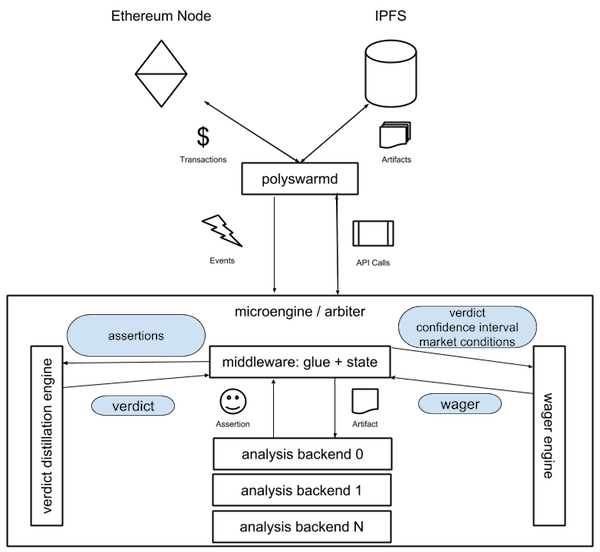 Ethereum Node
IPFS
$
Transactions
Artifacts
polyswarmd
Events
API Calls
microengine / arbiter
assertions
verdict
confidence interval
market conditions
middleware: glue + state
verdict distillation engine
verdict
Assertion
Artifact
wager
wager engine
analysis backend 0
analysis backend 1
analysis backend N